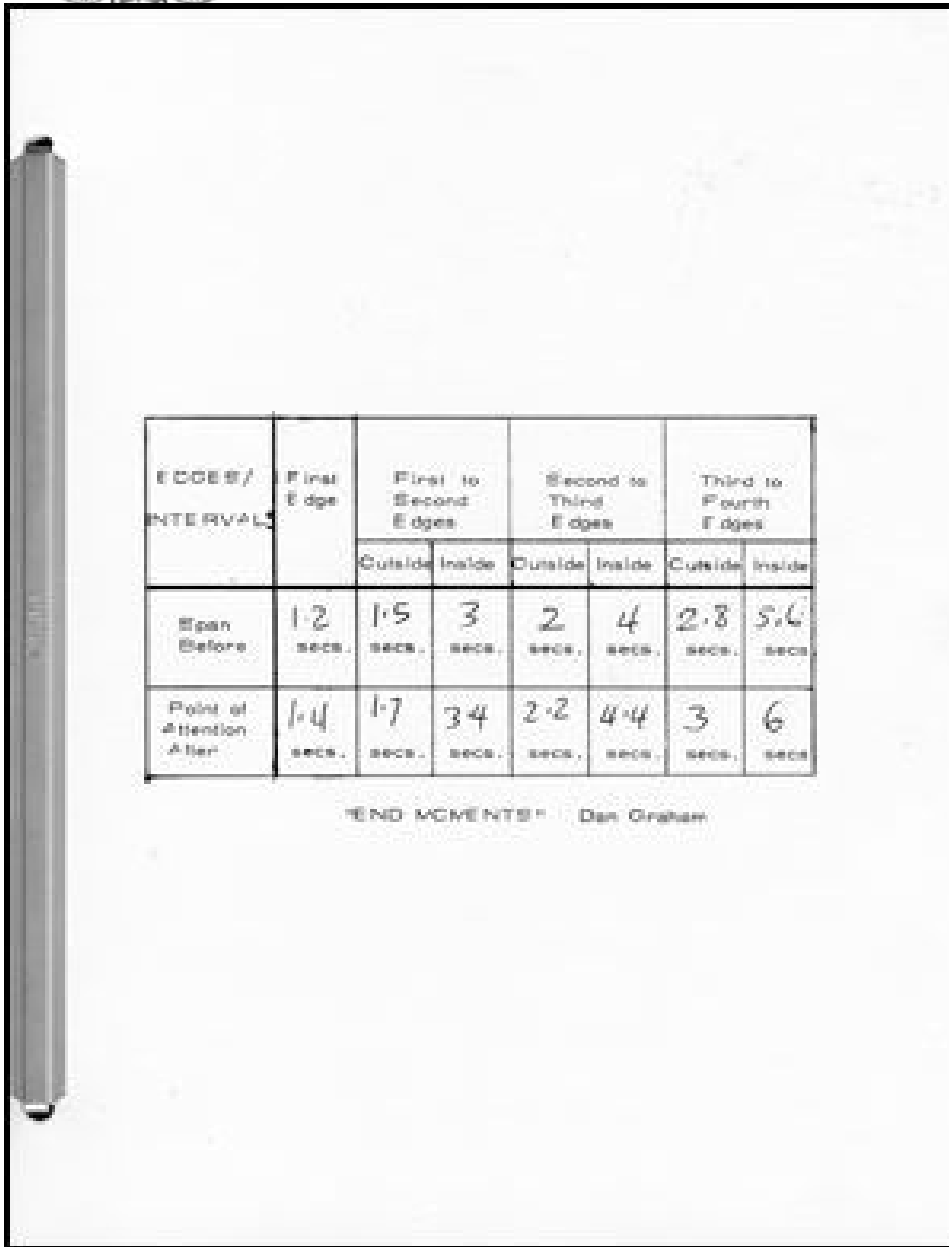 EDGES/ INTERVALS
First Edge
First to Second Edges
Second to Third Edges
Third to Fourth Edges
Outside Inside Outside Inside Outside Inside
Span Before
1.2 secs. 1.5 secs. 3 secs. 2 secs. 4 secs. 2.8 secs. 5.6 secs
Point of Attention After
1.4 secs. 1.7 secs. 3.4 secs. 2.2 secs. 4.4 secs. 3 secs. 6 secs
"END MOMENTS" Dan Graham